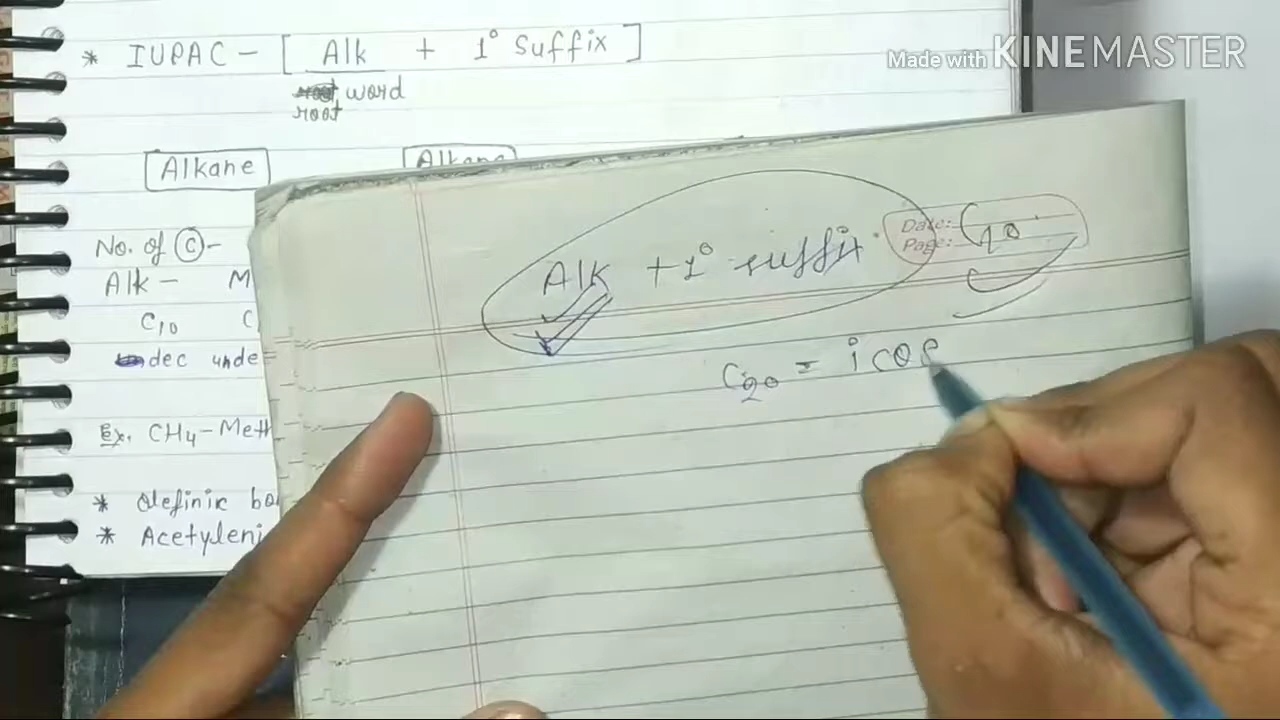 Made with KINEMASTER
* IUPAC - [ Alk + 1° Suffix ]
word
root
Alkane
No. of Ⓒ-
Alk - M
C10 C
dec unde
Ex. CH4 - Meth
* Olefinic bo
* Acetyleni
Date:
Page:
Alk + 1° suffix
C20 = icos